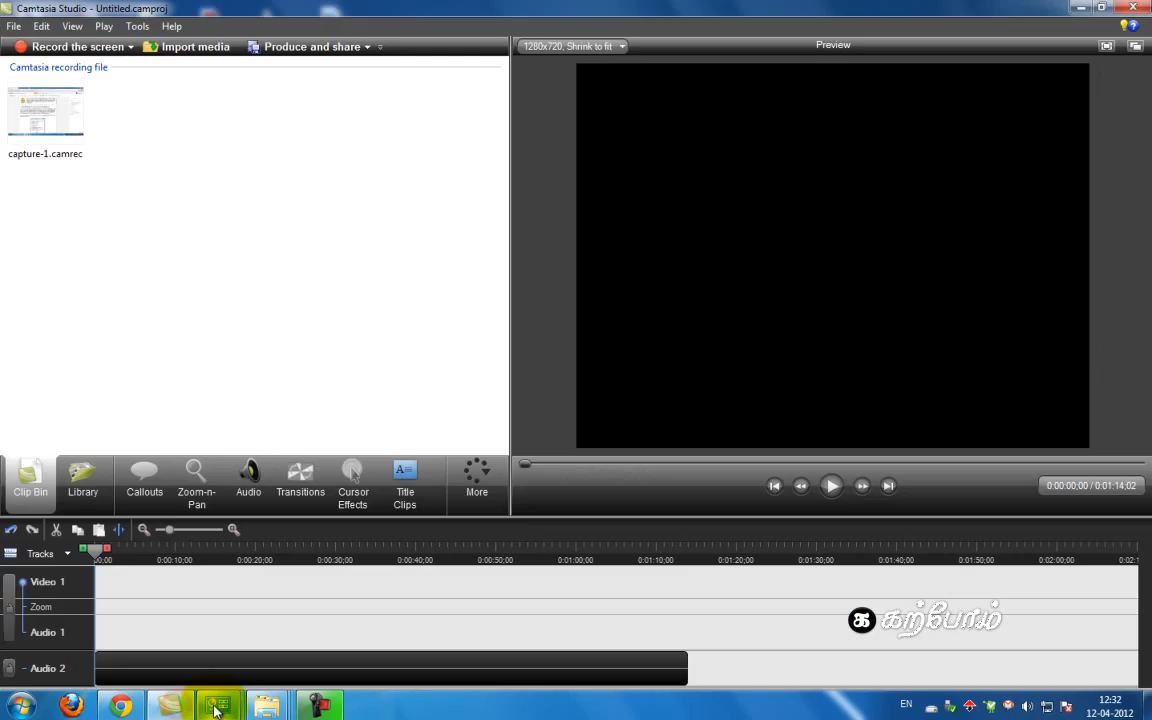 Camtasia Studio - Untitled.camproj
File Edit View Play Tools Help
Record the screen Import media Produce and share
1280x720, Shrink to fit
Preview
Camtasia recording file
capture-1.camrec
Clip Bin
Library
Callouts
Zoom-n-Pan
Audio
Transitions
Cursor Effects
Title Clips
More
0:00:00;00 / 0:01:14,02
Tracks
00;00 0:00:10;00 0:00:20;00 0:00:30;00 0:00:40;00 0:00:50;00 0:01:00;00 0:01:10;00 0:01:20;00 0:01:30;00 0:01:40;00 0:01:50;00 0:02:00;00 0:02:1
Video 1
Zoom
Audio 1
க கற்போம்
Audio 2
EN
12:32
12-04-2012